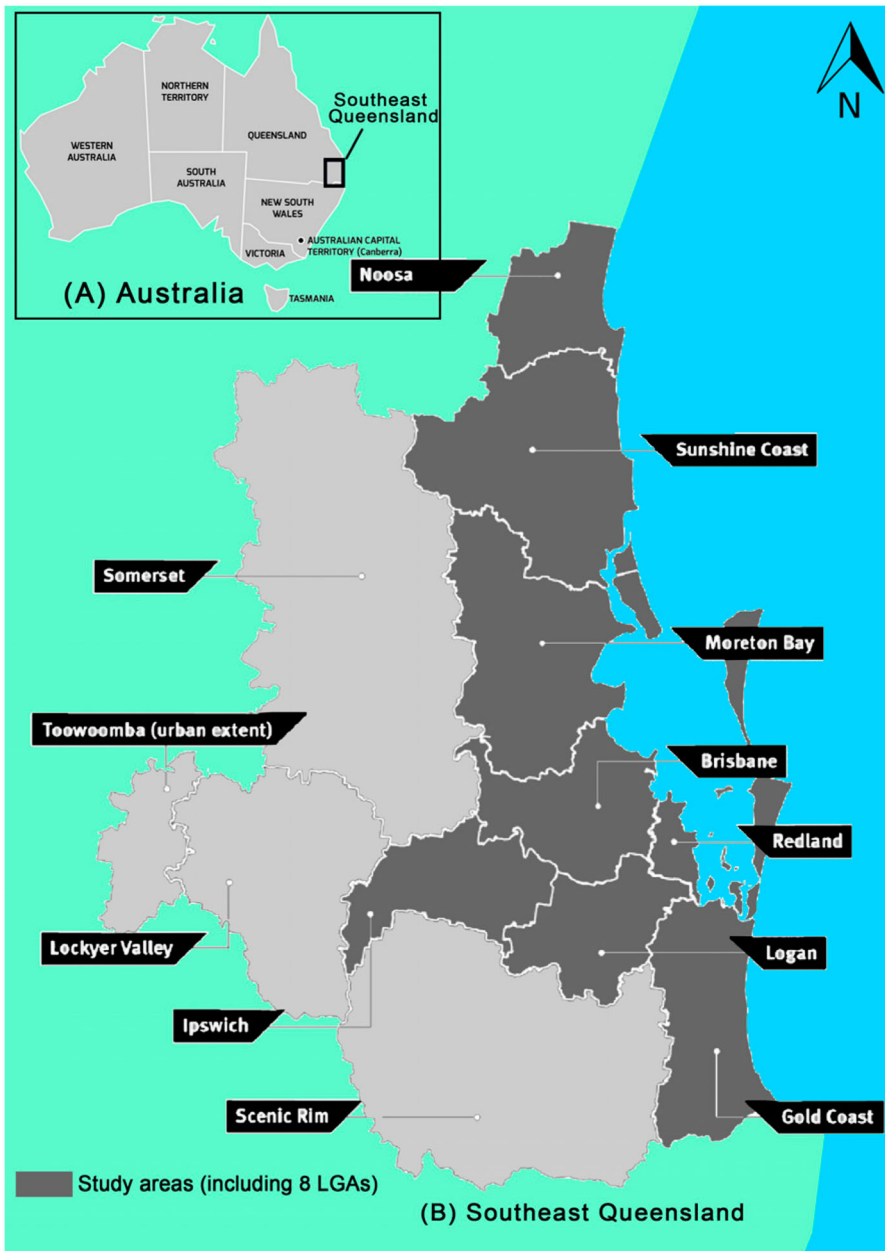 NORTHERN
TERRITORY
Southeast
Queensland
QUEENSLAND
WESTERN
AUSTRALIA
SOUTH
AUSTRALIA
NEW SOUTH
WALES
AUSTRALIAN CAPITAL
TERRITORY (Canberra)
VICTORIA
(A) Australia
TASMANIA
N
Noosa
Sunshine Coast
Somerset
Moreton Bay
Toowoomba (urban extent)
Brisbane
Redland
Lockyer Valley
Logan
Ipswich
Scenic Rim
Gold Coast
Study areas (including 8 LGAs)
(B) Southeast Queensland